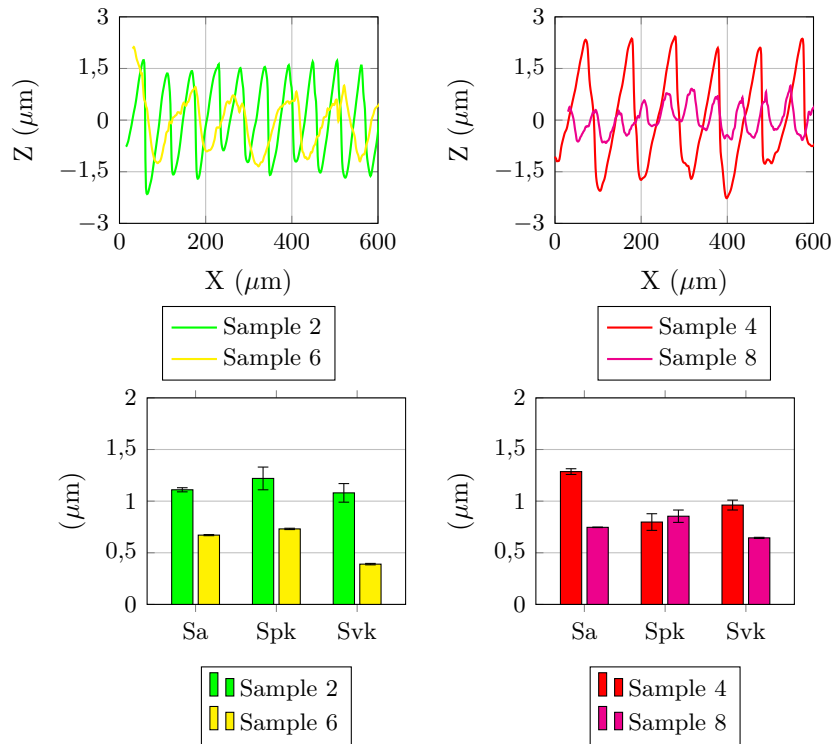 3
1,5
0
−1,5
−3
Z (μm)
0
200
400
600
X (μm)
Sample 2
Sample 6
3
1,5
0
−1,5
−3
Z (μm)
0
200
400
600
X (μm)
Sample 4
Sample 8
2
1,5
1
0,5
0
(μm)
Sa
Spk
Svk
Sample 2
Sample 6
2
1,5
1
0,5
0
(μm)
Sa
Spk
Svk
Sample 4
Sample 8